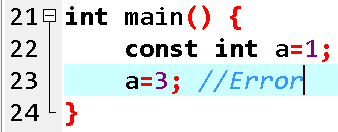 21 int main() {
22 const int a=1;
23 a=3; //Error
24 }